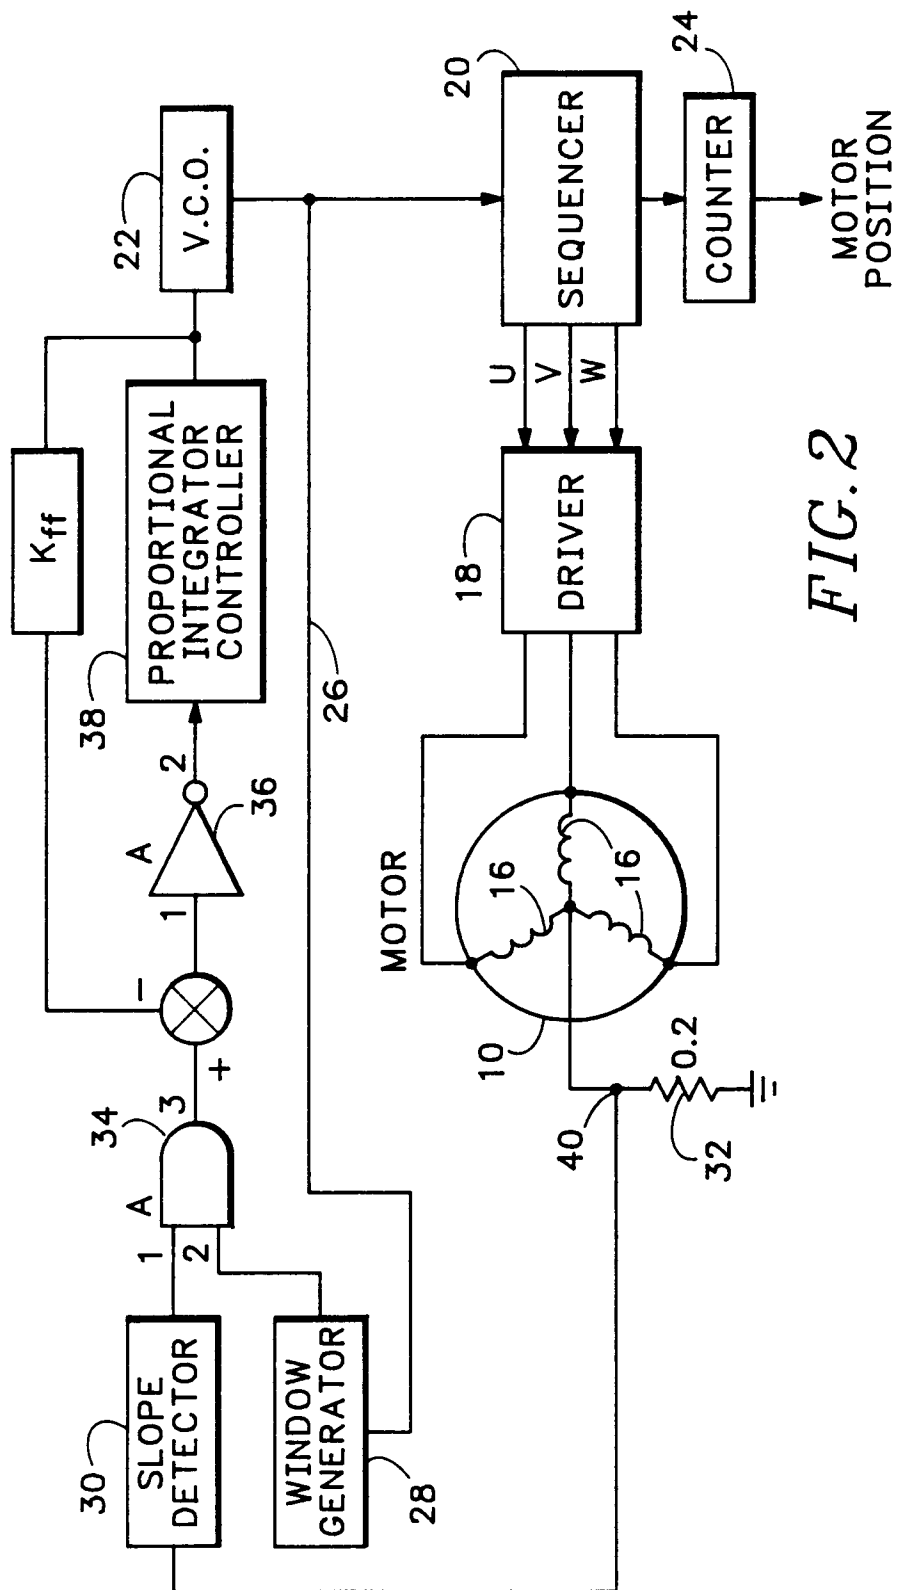 Kff
30
SLOPE
DETECTOR
1
2
A
34
3
+
-
1
A
36
2
38
PROPORTIONAL
INTEGRATOR
CONTROLLER
22
V.C.O.
WINDOW
GENERATOR
28
26
MOTOR
10
16
16
40
0.2
32
18
DRIVER
U
V
W
20
SEQUENCER
24
COUNTER
MOTOR
POSITION
FIG.2